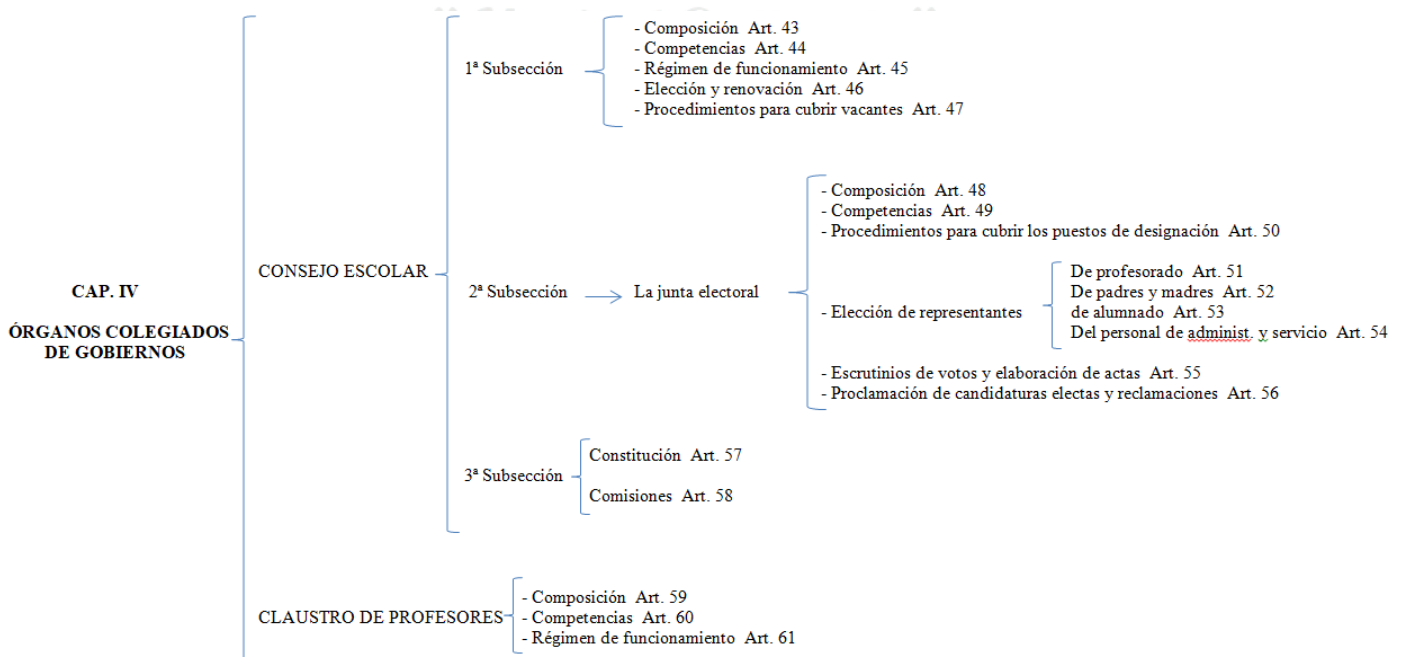 CAP. IV
ÓRGANOS COLEGIADOS
DE GOBIERNOS
CONSEJO ESCOLAR
1ª Subsección
- Composición Art. 43
- Competencias Art. 44
- Régimen de funcionamiento Art. 45
- Elección y renovación Art. 46
- Procedimientos para cubrir vacantes Art. 47
2ª Subsección
La junta electoral
- Composición Art. 48
- Competencias Art. 49
- Procedimientos para cubrir los puestos de designación Art. 50
- Elección de representantes
De profesorado Art. 51
De padres y madres Art. 52
de alumnado Art. 53
Del personal de administ. y servicio Art. 54
- Escrutinios de votos y elaboración de actas Art. 55
- Proclamación de candidaturas electas y reclamaciones Art. 56
3ª Subsección
Constitución Art. 57
Comisiones Art. 58
CLAUSTRO DE PROFESORES
- Composición Art. 59
- Competencias Art. 60
- Régimen de funcionamiento Art. 61